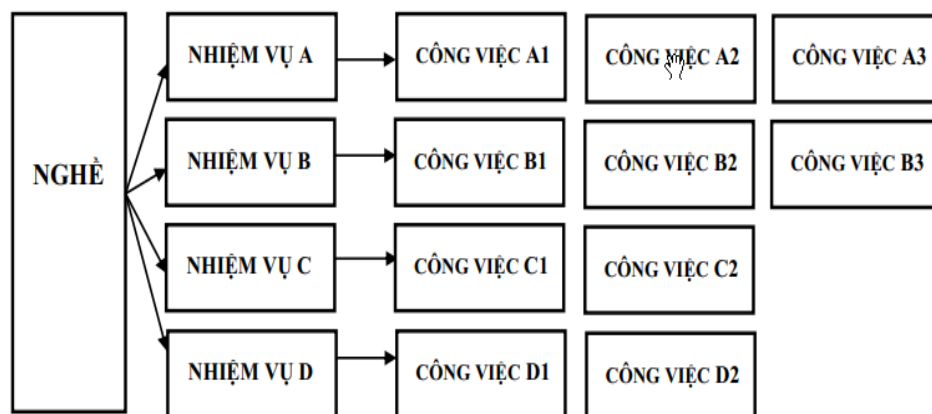 NGHỀ
NHIỆM VỤ A
CÔNG VIỆC A1
CÔNG VIỆC A2
CÔNG VIỆC A3
NHIỆM VỤ B
CÔNG VIỆC B1
CÔNG VIỆC B2
CÔNG VIỆC B3
NHIỆM VỤ C
CÔNG VIỆC C1
CÔNG VIỆC C2
NHIỆM VỤ D
CÔNG VIỆC D1
CÔNG VIỆC D2